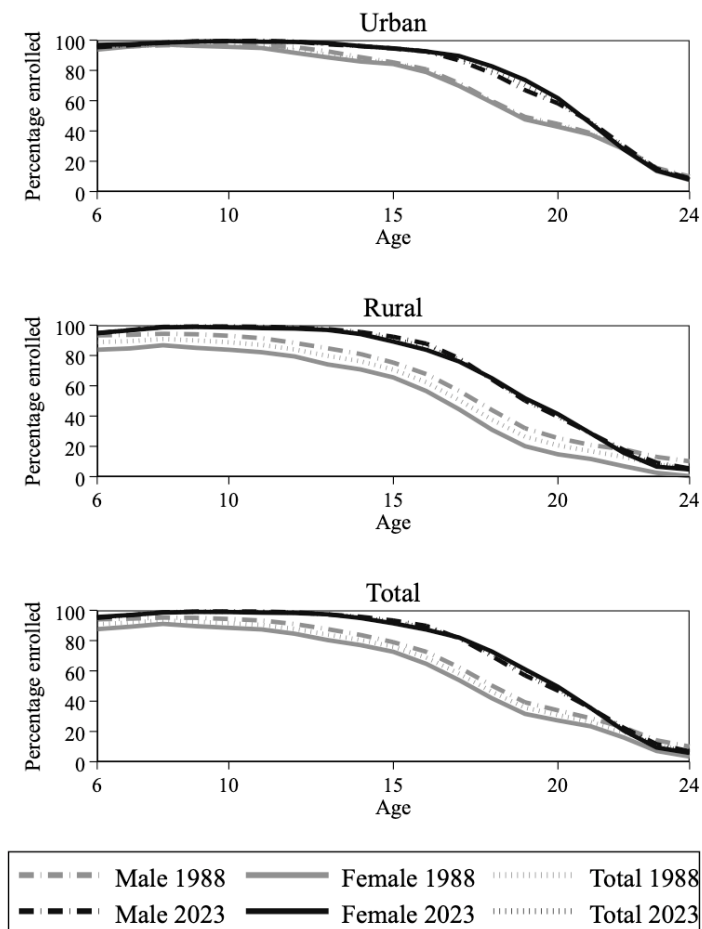 Urban
Percentage enrolled
100
80
60
40
20
0
6 10 15 20 24
Age
Rural
Percentage enrolled
100
80
60
40
20
0
6 10 15 20 24
Age
Total
Percentage enrolled
100
80
60
40
20
0
6 10 15 20 24
Age
Male 1988 Female 1988 Total 1988
Male 2023 Female 2023 Total 2023